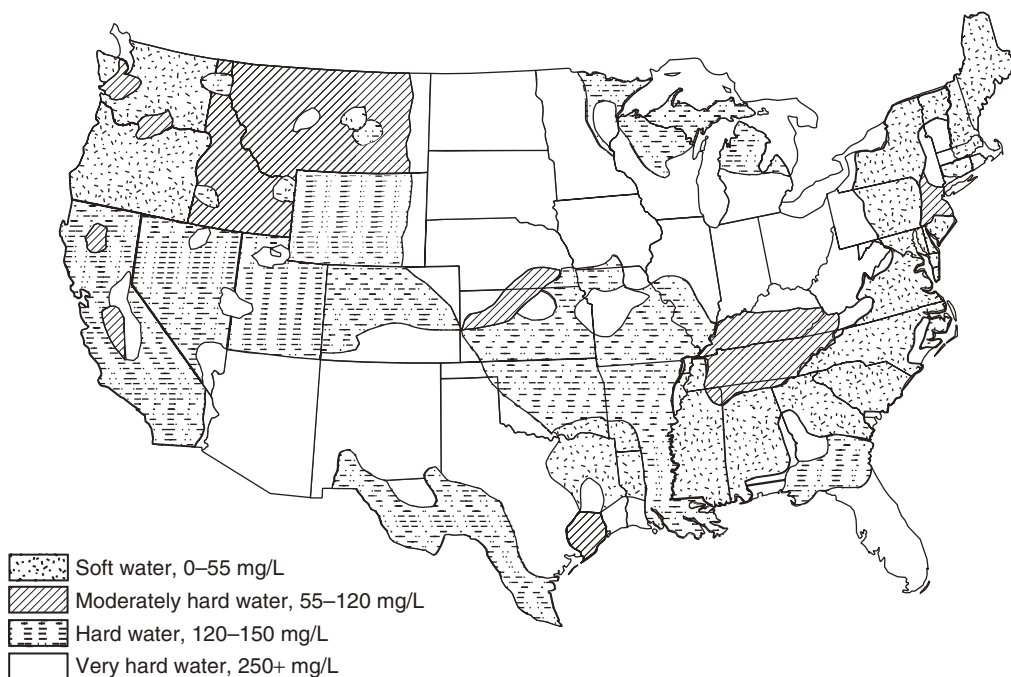 Soft water, 0–55 mg/L
Moderately hard water, 55–120 mg/L
Hard water, 120–150 mg/L
Very hard water, 250+ mg/L